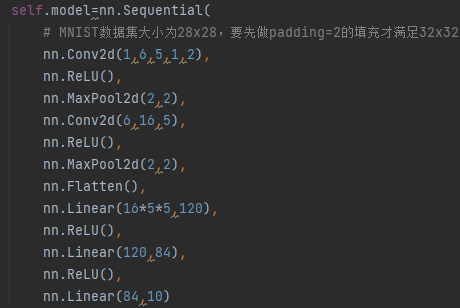 self.model=nn.Sequential(
# MNIST数据集大小为28x28，要先做padding=2的填充才满足32x32
nn.Conv2d(1,6,5,1,2),
nn.ReLU(),
nn.MaxPool2d(2,2),
nn.Conv2d(6,16,5),
nn.ReLU(),
nn.MaxPool2d(2,2),
nn.Flatten(),
nn.Linear(16*5*5,120),
nn.ReLU(),
nn.Linear(120,84),
nn.ReLU(),
nn.Linear(84,10)